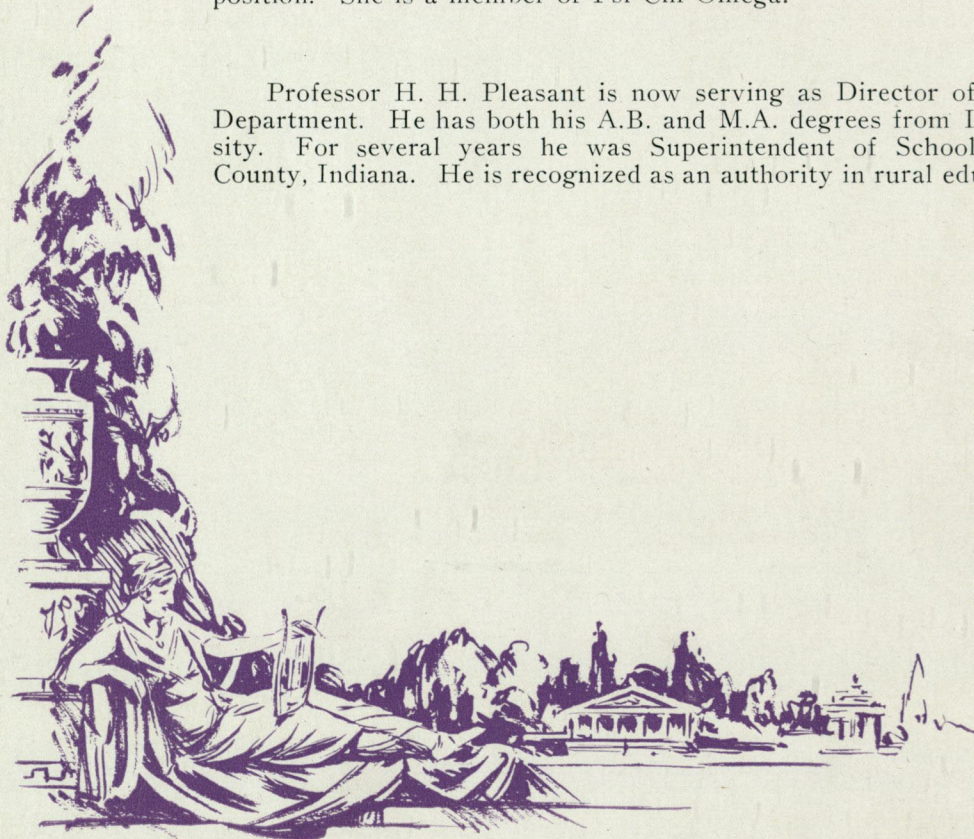 position. She is a member of Psi Chi Omega.
Professor H. H. Pleasant is now serving as Director of
Department. He has both his A.B. and M.A. degrees from I
sity. For several years he was Superintendent of School
County, Indiana. He is recognized as an authority in rural edu